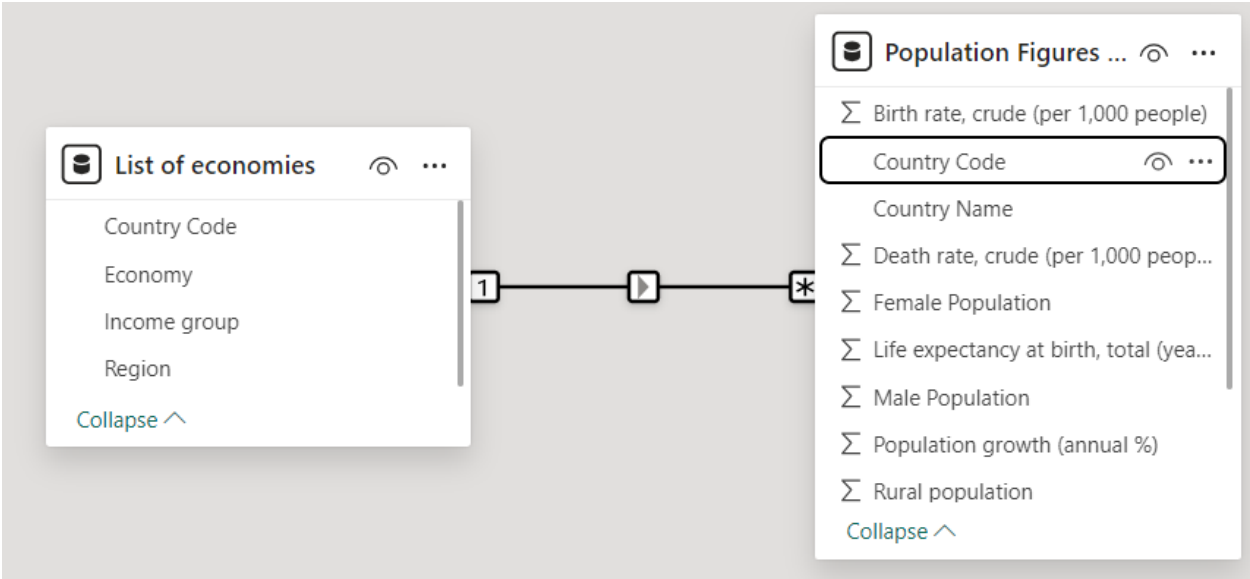 List of economies
Country Code
Economy
Income group
Region
Collapse
1
*
Population Figures ...
Birth rate, crude (per 1,000 people)
Country Code
Country Name
Death rate, crude (per 1,000 peop...
Female Population
Life expectancy at birth, total (yea...
Male Population
Population growth (annual %)
Rural population
Collapse